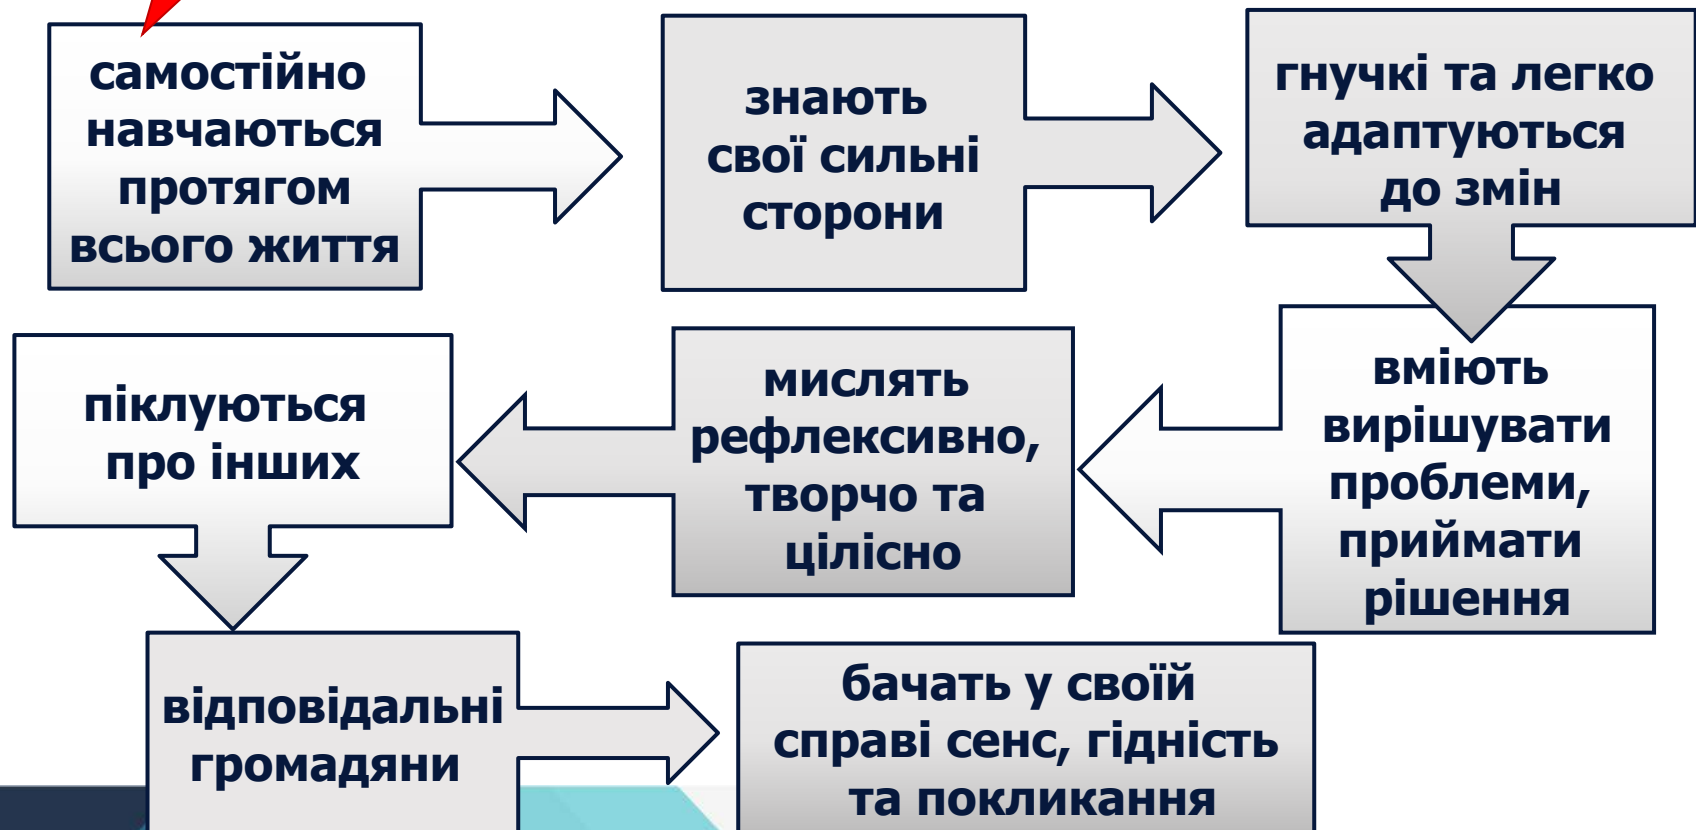 самостійно
навчаються
протягом
всього життя
знають
свої сильні
сторони
гнучкі та легко
адаптуються
до змін
вміють
вирішувати
проблеми,
приймати
рішення
мислять
рефлексивно,
творчо та
цілісно
піклуються
про інших
відповідальні
громадяни
бачать у своїй
справі сенс, гідність
та покликання